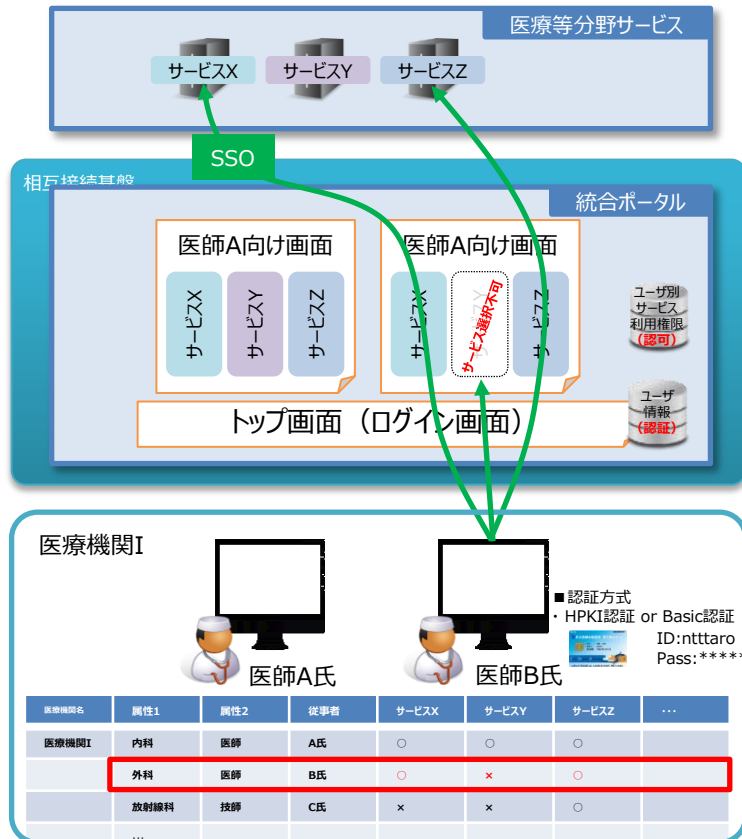 医療等分野サービス
サービスX
サービスY
サービスZ
SSO
相互接続基盤
統合ポータル
医師A向け画面
サービスX
サービスY
サービスZ
医師A向け画面
サービスX
サービスY
サービス選択不可
サービスZ
ユーザ別
サービス
利用権限
(認可)
ユーザ
情報
(認証)
トップ画面（ログイン画面）
医療機関I
■認証方式
・HPKI認証 or Basic認証
ID:ntttaro
Pass:*****
医師A氏
医師B氏
医療機関名 属性1 属性2 従事者 サービスX サービスY サービスZ ･･･
医療機関I 内科 医師 A氏 ○ ○ ○
外科 医師 B氏 ○ × ○
放射線科 技師 C氏 × × ○
…